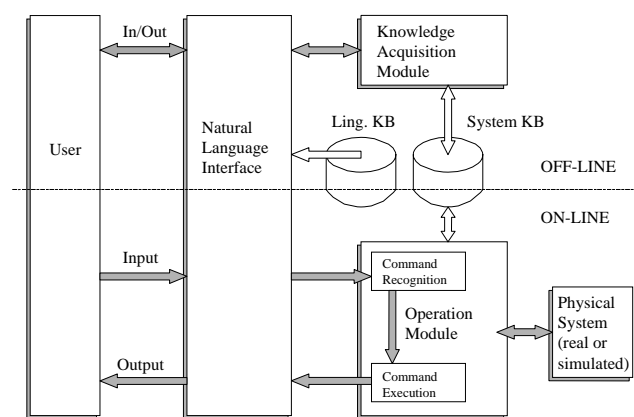 In/Out
Knowledge
Acquisition
Module
User
Natural
Language
Interface
Ling. KB
System KB
OFF-LINE
ON-LINE
Input
Command
Recognition
Operation
Module
Physical
System
(real or
simulated)
Output
Command
Execution